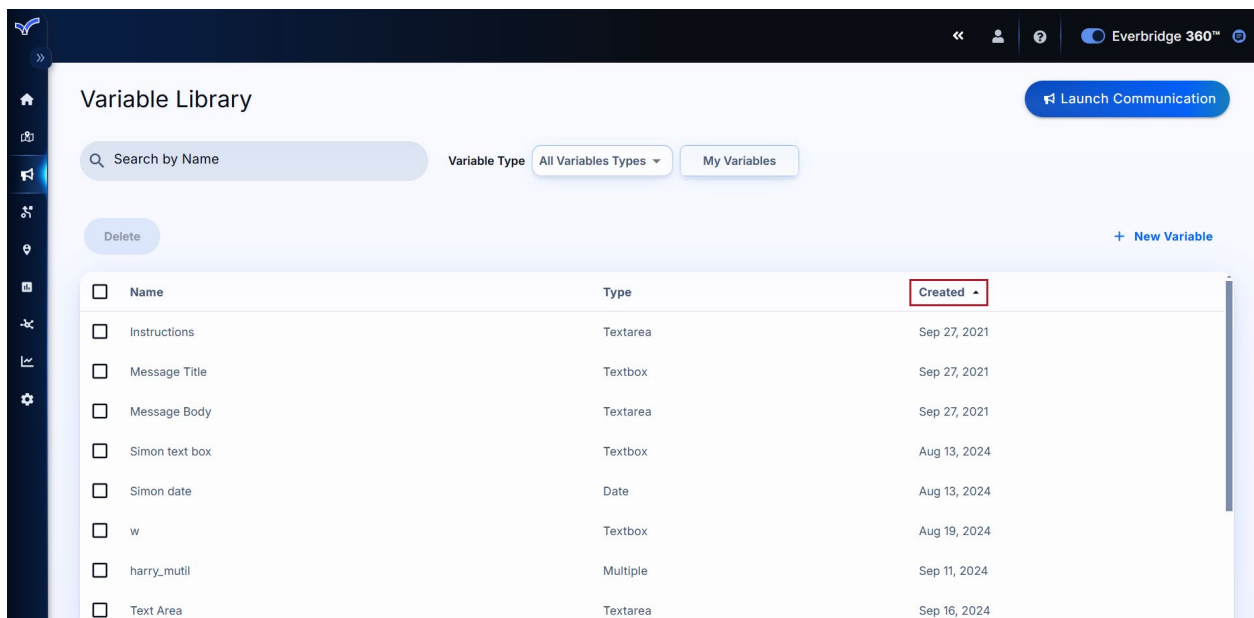 Everbridge 360™
Variable Library
Launch Communication
Search by Name
Variable Type
All Variables Types
My Variables
Delete
+ New Variable
Name Type Created
Instructions Textarea Sep 27, 2021
Message Title Textbox Sep 27, 2021
Message Body Textarea Sep 27, 2021
Simon text box Textbox Aug 13, 2024
Simon date Date Aug 13, 2024
w Textbox Aug 19, 2024
harry_mutil Multiple Sep 11, 2024
Text Area Textarea Sep 16, 2024